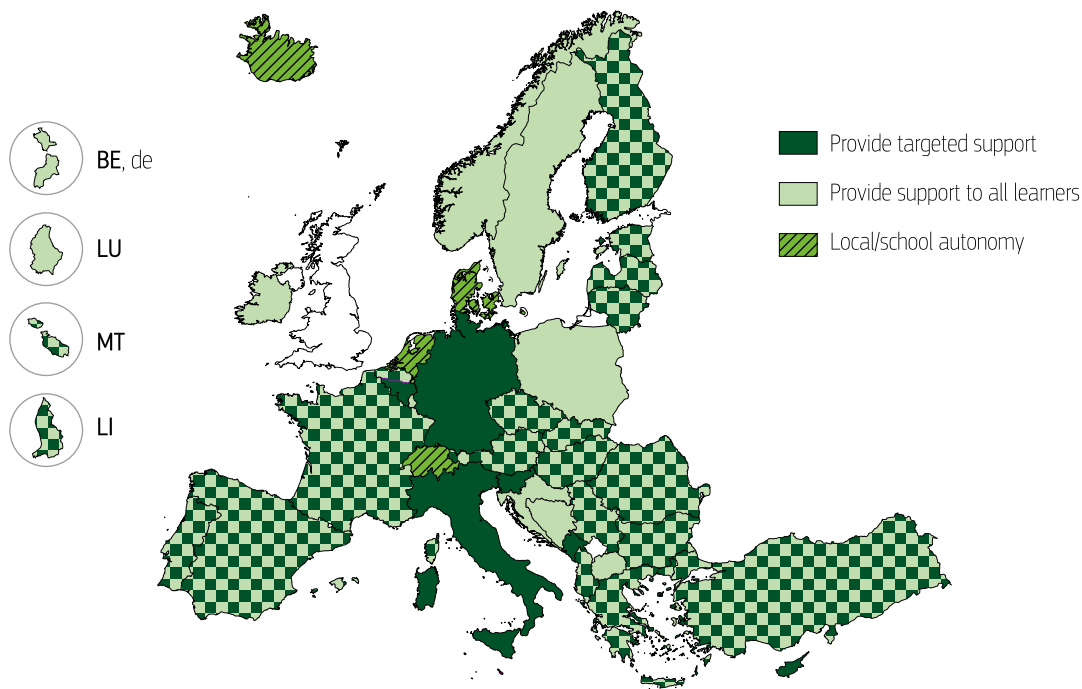 BE, de
LU
MT
LI
Provide targeted support
Provide support to all learners
Local/school autonomy